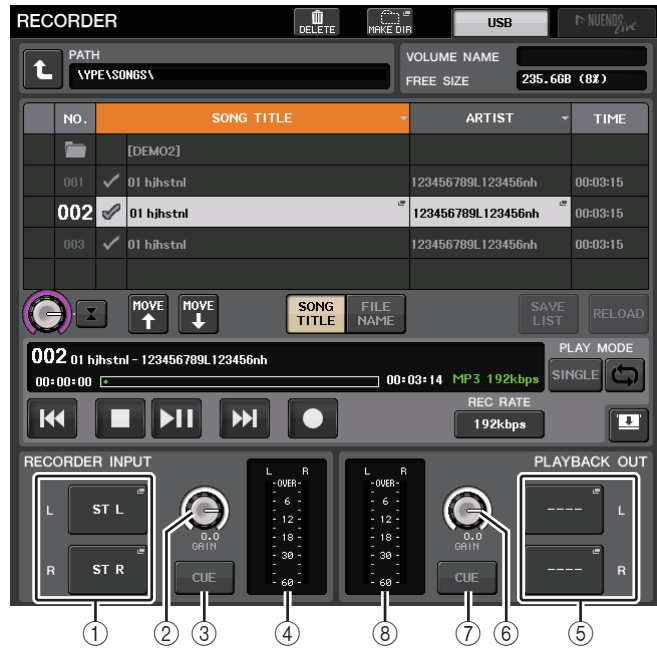 RECORDER
DELETE
MAKE DIR
USB
NUENDO Live
PATH
\YPE\SONGS\
VOLUME NAME
FREE SIZE
235.6GB (8%)
NO.
SONG TITLE
ARTIST
TIME
[DEMO2]
001 01 hjhstnl 123456789L123456nh 00:03:15
002 01 hjhstnl 123456789L123456nh 00:03:15
003 01 hjhstnl 123456789L123456nh 00:03:15
MOVE
MOVE
SONG TITLE
FILE NAME
SAVE LIST
RELOAD
002 01 hjhstnl - 123456789L123456nh
00:00:00
00:03:14 MP3 192kbps
PLAY MODE
SINGLE
REC RATE
192kbps
RECORDER INPUT
PLAYBACK OUT
L
ST L
R
ST R
0.0
GAIN
CUE
L R
-OVER-
- 6 -
- 12 -
- 18 -
- 30 -
- 60 -
L R
-OVER-
- 6 -
- 12 -
- 18 -
- 30 -
- 60 -
0.0
GAIN
CUE
----
L
----
R
① ② ③ ④ ⑧ ⑦ ⑥ ⑤